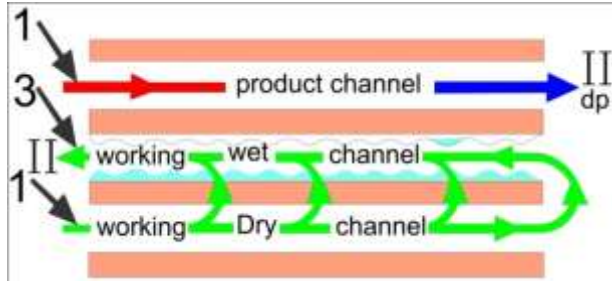 1
product channel
II
dp
3
II
working wet channel
1
working Dry channel